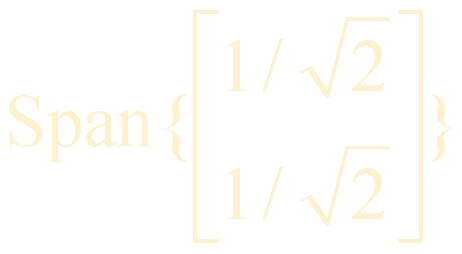 Span { [ 1/√2
1/√2 ] }